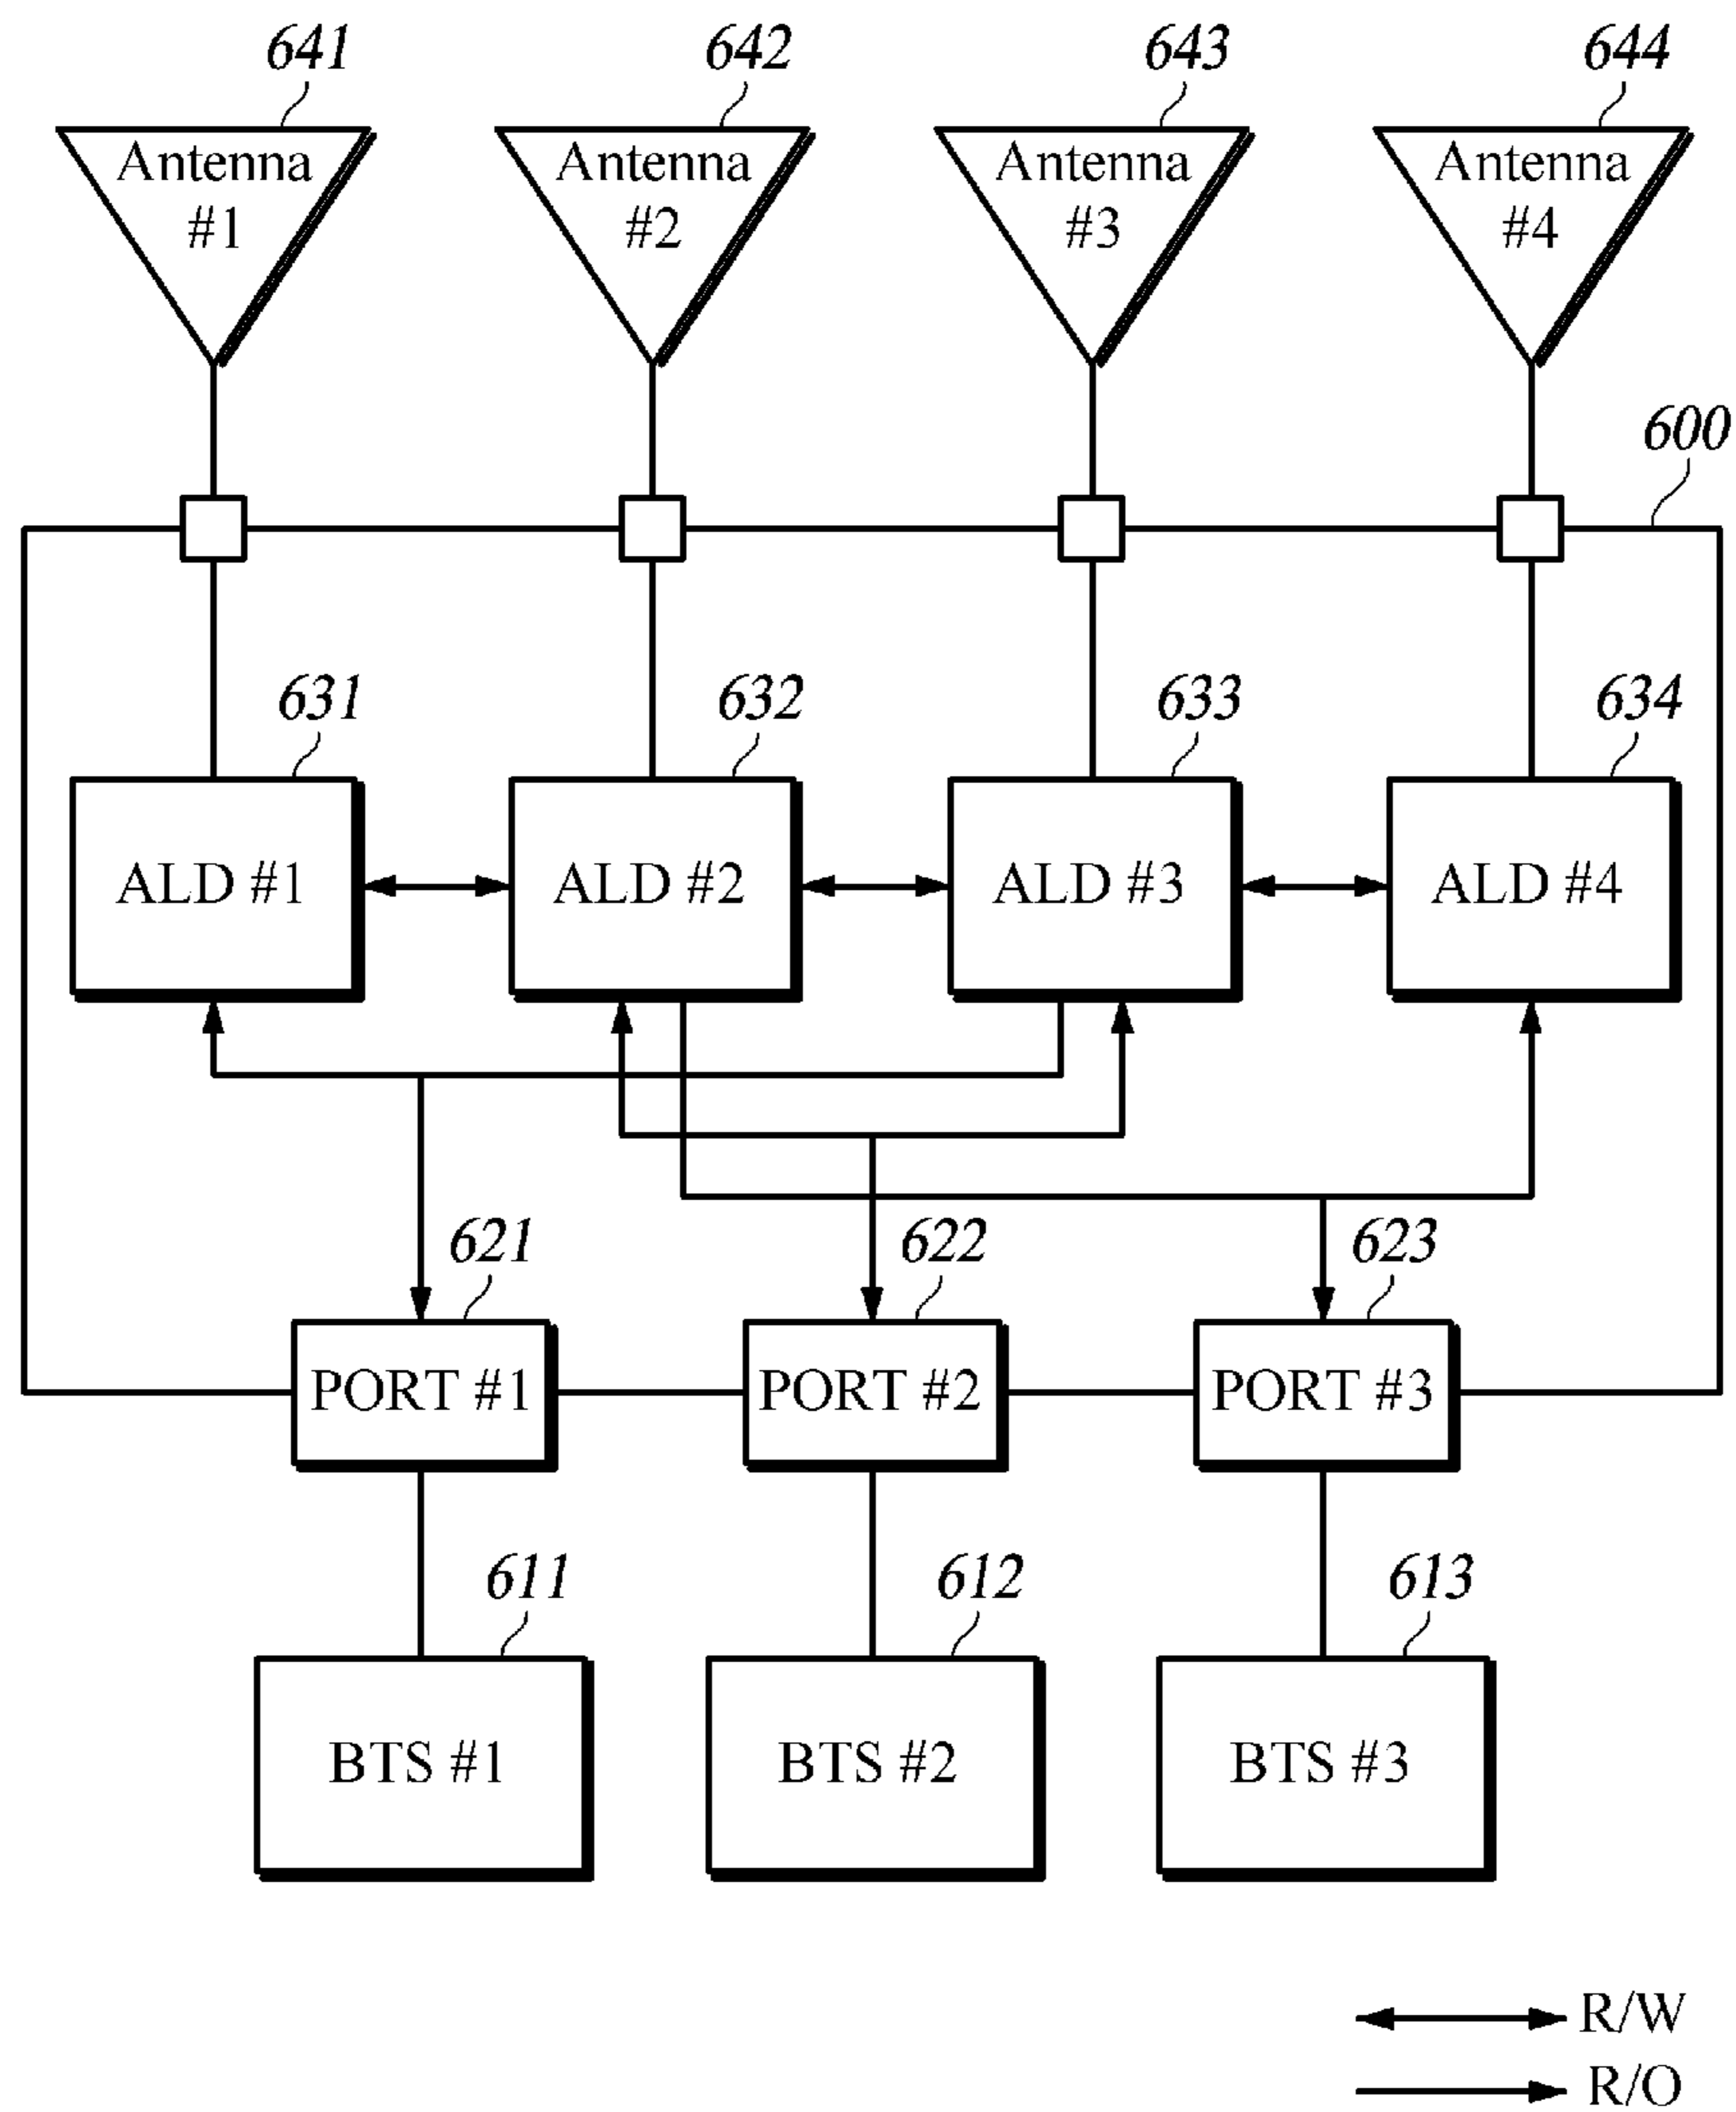 641 642 643 644
Antenna #1 Antenna #2 Antenna #3 Antenna #4
600
631 632 633 634
ALD #1 ALD #2 ALD #3 ALD #4
621 622 623
PORT #1 PORT #2 PORT #3
611 612 613
BTS #1 BTS #2 BTS #3
R/W
R/O